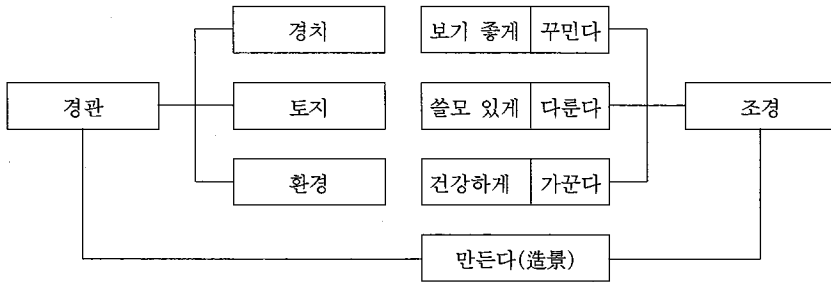 경치 보기 좋게 꾸민다
경관 토지 쓸모 있게 다룬다 조경
환경 건강하게 가꾼다
만든다(造景)